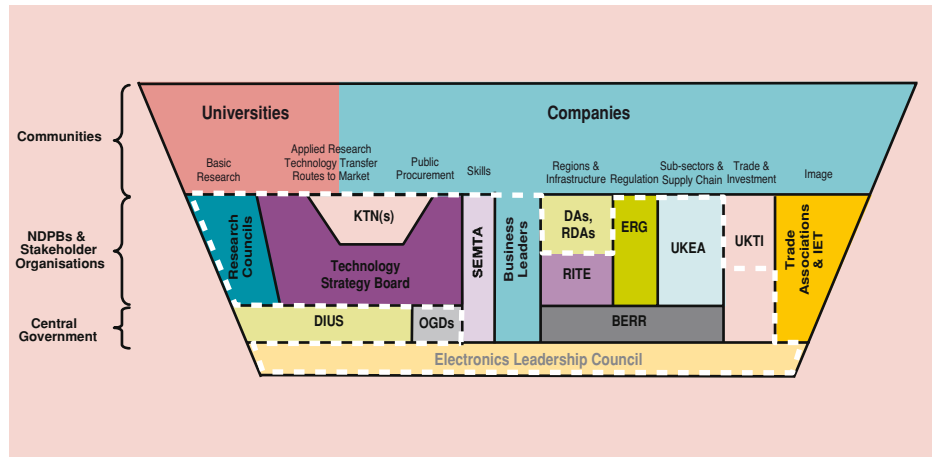 Universities
Companies
Communities
Basic
Research
Applied Research
Technology Transfer
Routes to Market
Public
Procurement
Skills
Regions &
Infrastructure
Regulation
Sub-sectors &
Supply Chain
Trade &
Investment
Image
NDPBs &
Stakeholder
Organisations
Research
Councils
KTN(s)
Technology
Strategy Board
SEMTA
Business
Leaders
DAs,
RDAs
RITE
ERG
UKEA
UKTI
Trade
Associations
& IET
Central
Government
DIUS
OGDs
BERR
Electronics Leadership Council